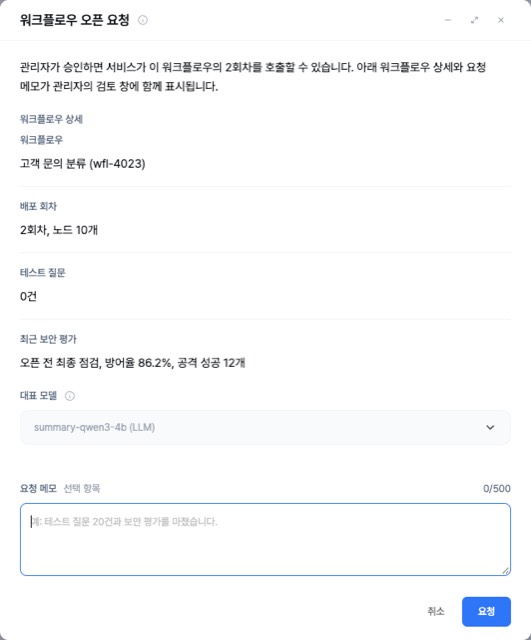 워크플로우 오픈 요청
관리자가 승인하면 서비스가 이 워크플로우의 2회차를 호출할 수 있습니다. 아래 워크플로우 상세와 요청
메모가 관리자의 검토 창에 함께 표시됩니다.
워크플로우 상세
워크플로우
고객 문의 분류 (wfl-4023)
배포 회차
2회차, 노드 10개
테스트 질문
0건
최근 보안 평가
오픈 전 최종 점검, 방어율 86.2%, 공격 성공 12개
대표 모델
summary-qwen3-4b (LLM)
요청 메모 선택 항목 0/500
예: 테스트 질문 20건과 보안 평가를 마쳤습니다.
취소 요청